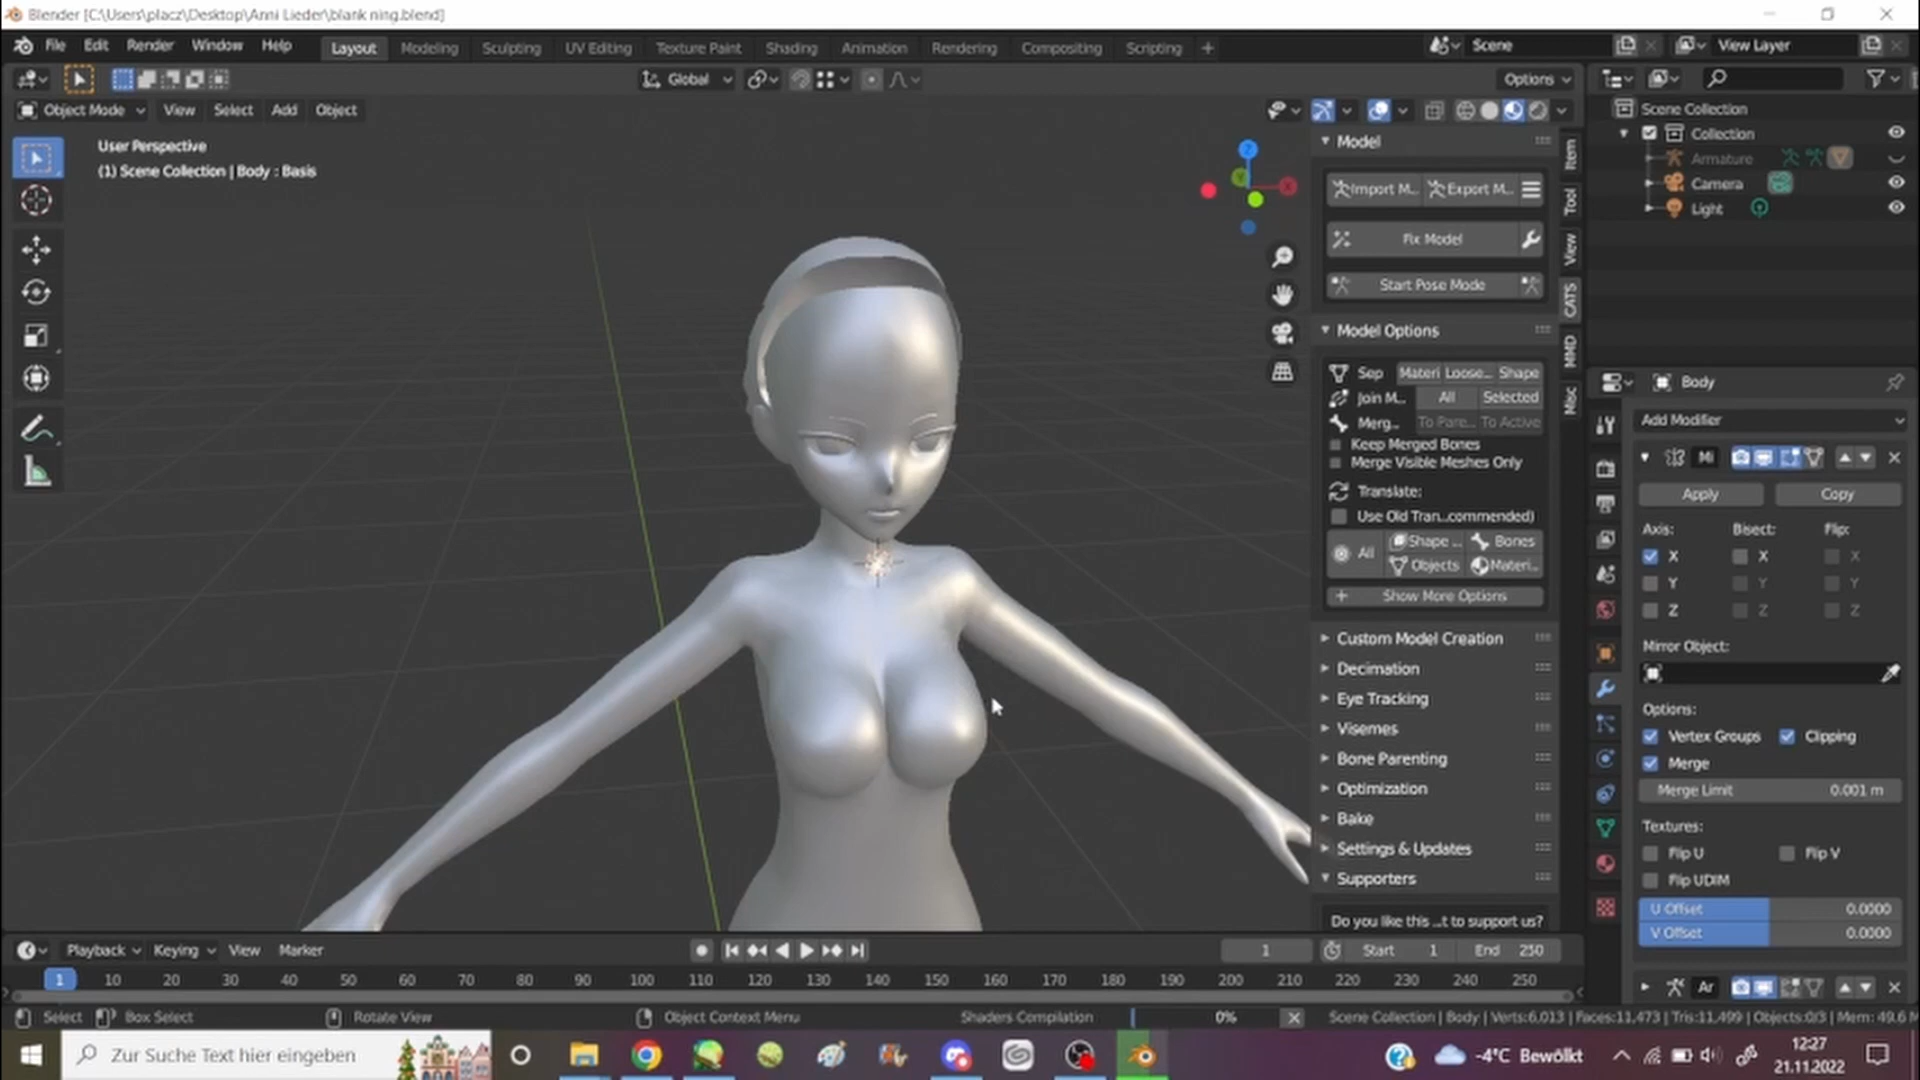 Blender [C:\Users\placz\Desktop\Anni Lieder\blank ning.blend]
File Edit Render Window Help Layout Modeling Sculpting UV Editing Texture Paint Shading Animation Rendering Compositing Scripting + Scene View Layer
Global Options
Object Mode View Select Add Object
User Perspective
(1) Scene Collection | Body : Basis
Z
Y
X
Model
Import M... Export M...
Fix Model
Start Pose Mode
Model Options
Sep Materi Loose... Shape
Join M... All Selected
Merg... To Pare... To Active
Keep Merged Bones
Merge Visible Meshes Only
Translate:
Use Old Tran...commended)
All Shape ... Bones
Objects Materi...
Show More Options
Custom Model Creation
Decimation
Eye Tracking
Visemes
Bone Parenting
Optimization
Bake
Settings & Updates
Supporters
Do you like this ...t to support us?
Item
Tool
View
CATS
MMD
Misc
Scene Collection
Collection
Armature
Camera
Light
Body
Add Modifier
Mi
Apply Copy
Axis: Bisect: Flip:
X X X
Y Y Y
Z Z Z
Mirror Object:
Options:
Vertex Groups Clipping
Merge
Merge Limit 0.001 m
Textures:
Flip U Flip V
Flip UDIM
U Offset 0.0000
V Offset 0.0000
Ar
Playback Keying View Marker 1 Start 1 End 250
1 10 20 30 40 50 60 70 80 90 100 110 120 130 140 150 160 170 180 190 200 210 220 230 240 250
Select Box Select Rotate View Object Context Menu Shaders Compilation 0% Scene Collection | Body | Verts:6,013 | Faces:11,473 | Tris:11,499 | Objects:0/3 | Mem: 49.6 M
Zur Suche Text hier eingeben
-4°C Bewölkt
12:27
21.11.2022